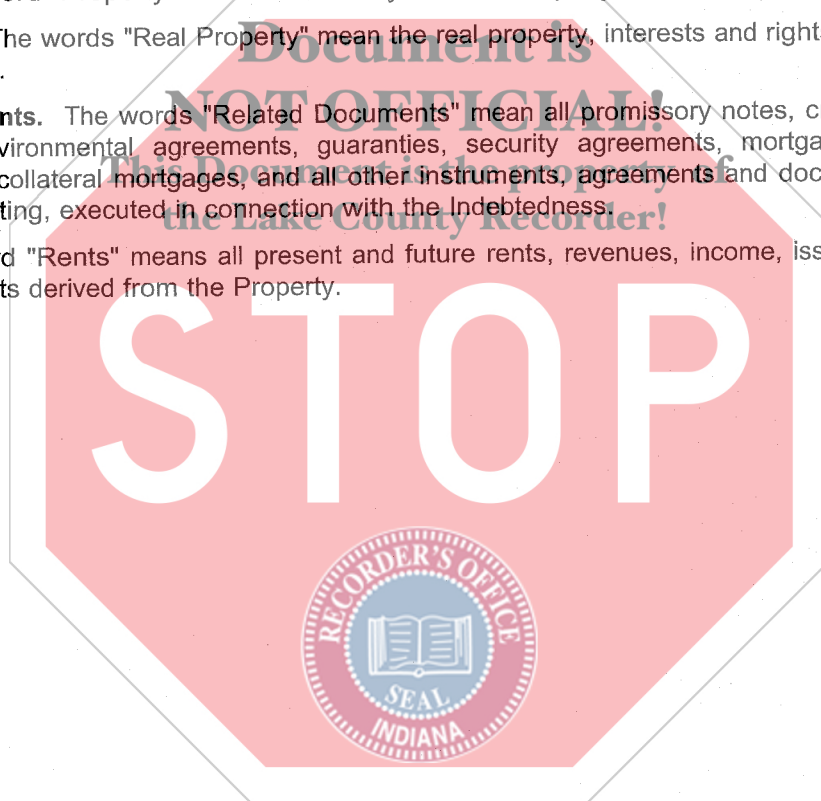 The words "Real Property" mean the real property, interests and right
Document is
.
nts. The words "Related Documents" mean all promissory notes, c
NOT OFFICIAL!
vironmental agreements, guaranties, security agreements, mortga
This Document is the property of
collateral mortgages, and all other instruments, agreements and doc
ting, executed in connection with the Indebtedness.
the Lake County Recorder!
d "Rents" means all present and future rents, revenues, income, iss
ts derived from the Property.
STOP
RECORDER'S OFFICE
SEAL
INDIANA